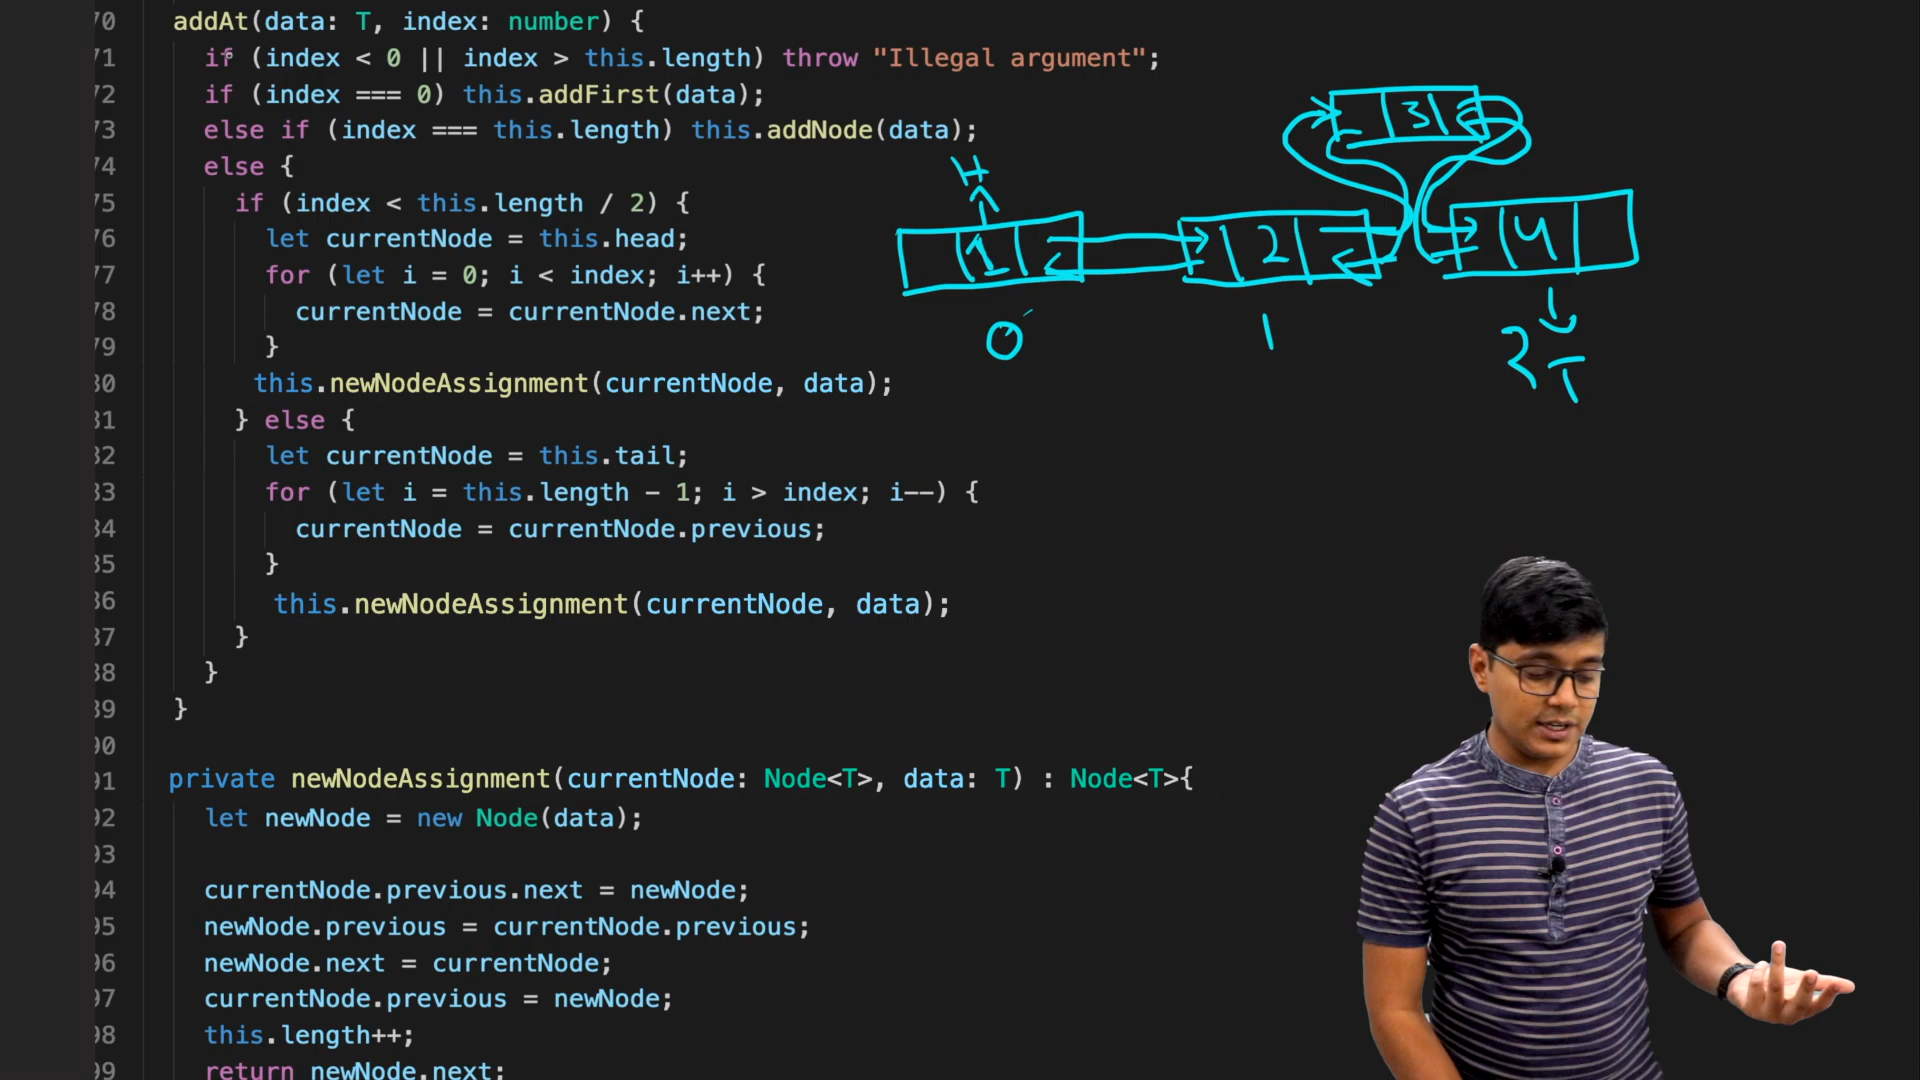 70 addAt(data: T, index: number) {
71 if (index < 0 || index > this.length) throw "Illegal argument";
72 if (index === 0) this.addFirst(data);
73 else if (index === this.length) this.addNode(data);
74 else {
75 if (index < this.length / 2) {
76 let currentNode = this.head;
77 for (let i = 0; i < index; i++) {
78 currentNode = currentNode.next;
79 }
80 this.newNodeAssignment(currentNode, data);
81 } else {
82 let currentNode = this.tail;
83 for (let i = this.length - 1; i > index; i--) {
84 currentNode = currentNode.previous;
85 }
86 this.newNodeAssignment(currentNode, data);
87 }
88 }
89 }
90
91 private newNodeAssignment(currentNode: Node<T>, data: T) : Node<T>{
92 let newNode = new Node(data);
93
94 currentNode.previous.next = newNode;
95 newNode.previous = currentNode.previous;
96 newNode.next = currentNode;
97 currentNode.previous = newNode;
98 this.length++;
99 return newNode.next;
3
H
1 2 4
0 1 2
T